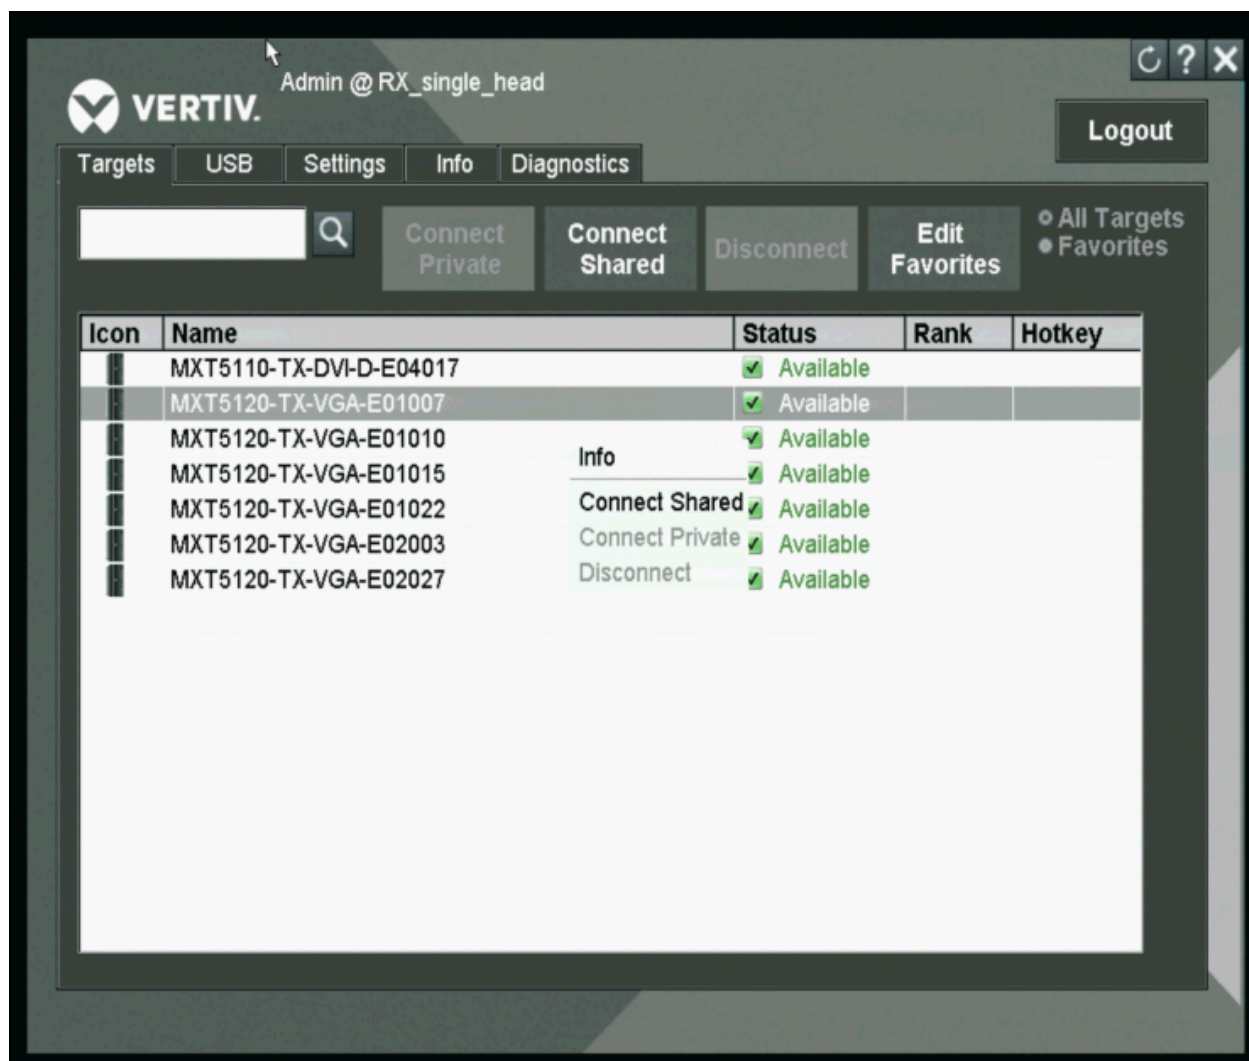 Admin @ RX_single_head
VERTIV.
?
Logout
Targets USB Settings Info Diagnostics
Connect Private
Connect Shared
Disconnect
Edit Favorites
All Targets
Favorites
Icon Name Status Rank Hotkey
MXT5110-TX-DVI-D-E04017 Available
MXT5120-TX-VGA-E01007 Available
MXT5120-TX-VGA-E01010 Available
MXT5120-TX-VGA-E01015 Available
MXT5120-TX-VGA-E01022 Available
MXT5120-TX-VGA-E02003 Available
MXT5120-TX-VGA-E02027 Available
Info
Connect Shared
Connect Private
Disconnect